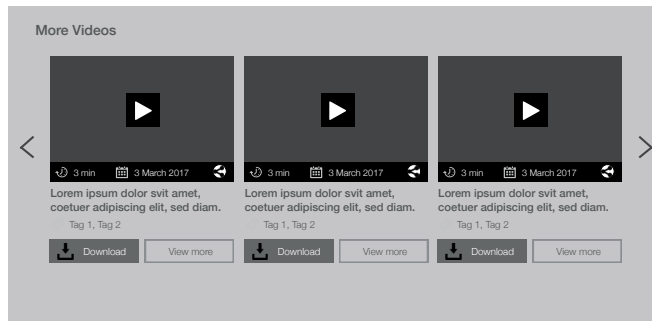 More Videos
3 min 3 March 2017
Lorem ipsum dolor svit amet,
coetuer adipiscing elit, sed diam.
Tag 1, Tag 2
Download View more
3 min 3 March 2017
Lorem ipsum dolor svit amet,
coetuer adipiscing elit, sed diam.
Tag 1, Tag 2
Download View more
3 min 3 March 2017
Lorem ipsum dolor svit amet,
coetuer adipiscing elit, sed diam.
Tag 1, Tag 2
Download View more